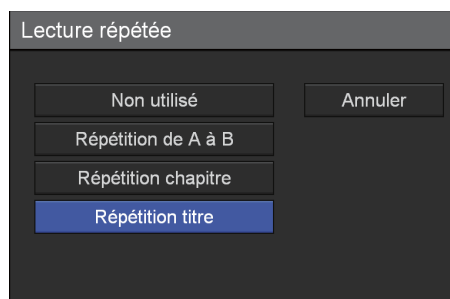 Lecture répétée
Non utilisé
Annuler
Répétition de A à B
Répétition chapitre
Répétition titre